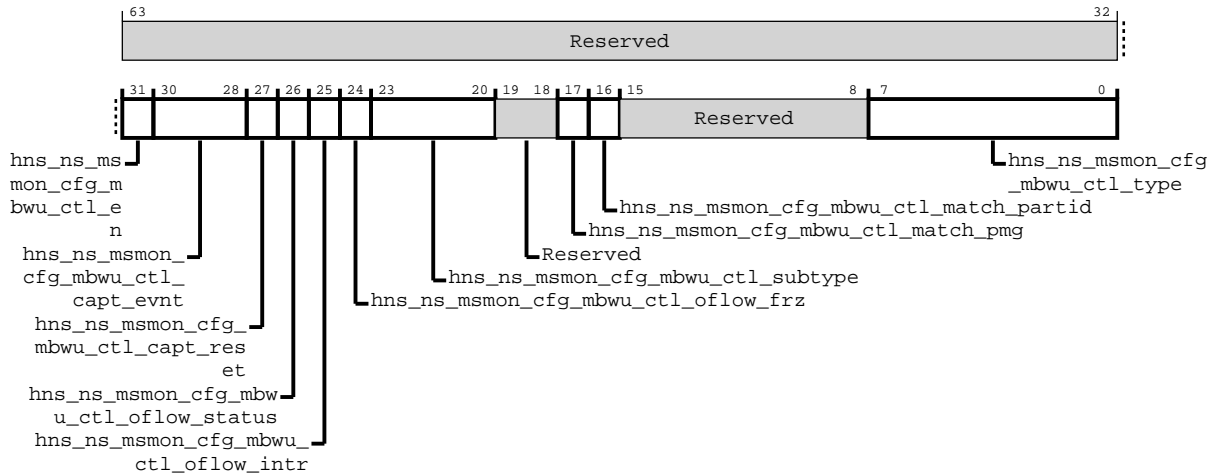 63 32
Reserved
31 30 28 27 26 25 24 23 20 19 18 17 16 15 8 7 0
Reserved
hns_ns_ms
mon_cfg_m
bwu_ctl_e
n
hns_ns_msmon_cfg
_mbwu_ctl_type
hns_ns_msmon_cfg_mbwu_ctl_match_partid
hns_ns_msmon_cfg_mbwu_ctl_match_pmg
hns_ns_msmon_
cfg_mbwu_ctl_
capt_evnt
Reserved
hns_ns_msmon_cfg_mbwu_ctl_subtype
hns_ns_msmon_cfg_mbwu_ctl_oflow_frz
hns_ns_msmon_cfg_
mbwu_ctl_capt_res
et
hns_ns_msmon_cfg_mbw
u_ctl_oflow_status
hns_ns_msmon_cfg_mbwu_
ctl_oflow_intr